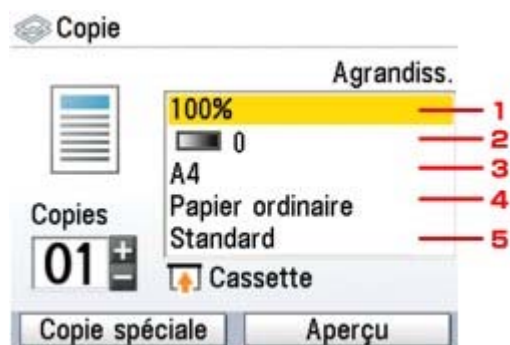 Copie
Agrandiss.
100% 1
0 2
A4 3
Papier ordinaire 4
Standard 5
Copies
01 + -
Cassette
Copie spéciale Aperçu